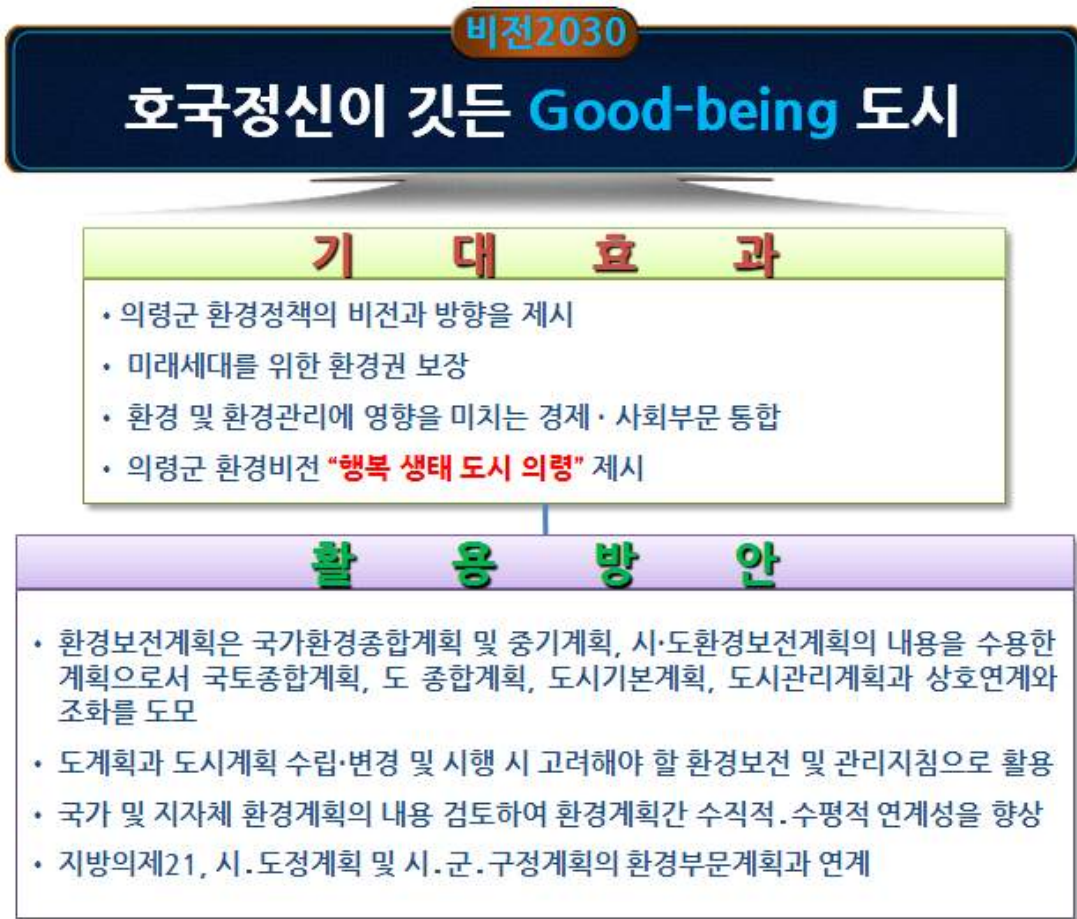 비전2030
호국정신이 깃든 Good-being 도시
기 대 효 과
• 의령군 환경정책의 비전과 방향을 제시
• 미래세대를 위한 환경권 보장
• 환경 및 환경관리에 영향을 미치는 경제 · 사회부문 통합
• 의령군 환경비전 “행복 생태 도시 의령” 제시
활 용 방 안
• 환경보전계획은 국가환경종합계획 및 중기계획, 시·도환경보전계획의 내용을 수용한
계획으로서 국토종합계획, 도 종합계획, 도시기본계획, 도시관리계획과 상호연계와
조화를 도모
• 도계획과 도시계획 수립·변경 및 시행 시 고려해야 할 환경보전 및 관리지침으로 활용
• 국가 및 지자체 환경계획의 내용 검토하여 환경계획간 수직적.수평적 연계성을 향상
• 지방의제21, 시.도정계획 및 시.군.구정계획의 환경부문계획과 연계